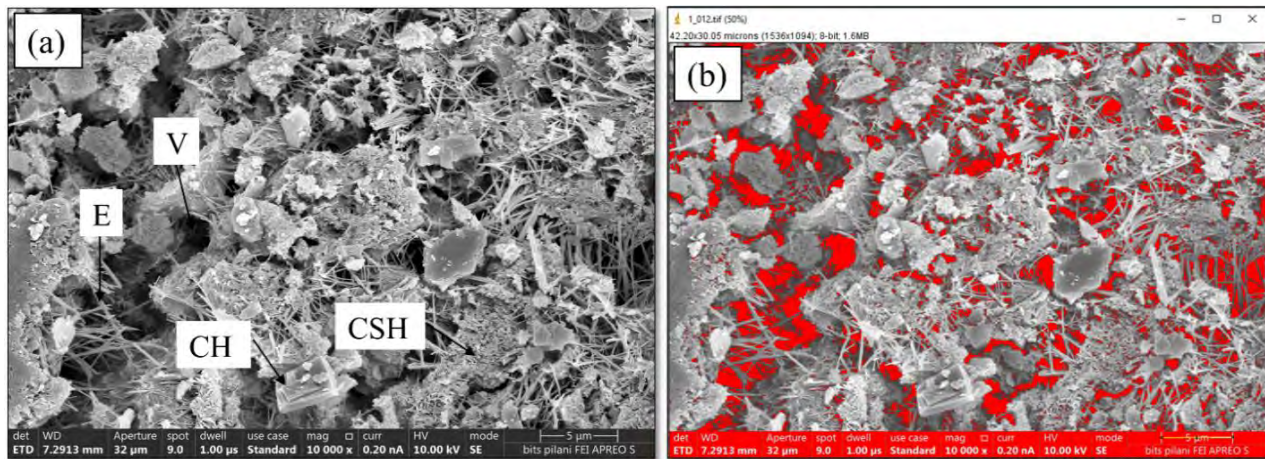 (a)
V
E
CSH
CH
det WD Aperture spot dwell use case mag curr HV mode 5 µm
ETD 7.2913 mm 32 µm 9.0 1.00 µs Standard 10 000 x 0.20 nA 10.00 kV SE bits pilani FEI APREO S
1_012.tif (50%)
42.20x30.05 microns (1536x1094); 8-bit; 1.6MB
(b)
det WD Aperture spot dwell use case mag curr HV mode 5 µm
ETD 7.2913 mm 32 µm 9.0 1.00 µs Standard 10 000 x 0.20 nA 10.00 kV SE bits pilani FEI APREO S